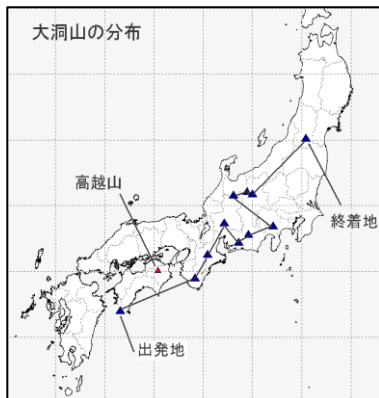 大洞山の分布
高越山
終着地
出発地